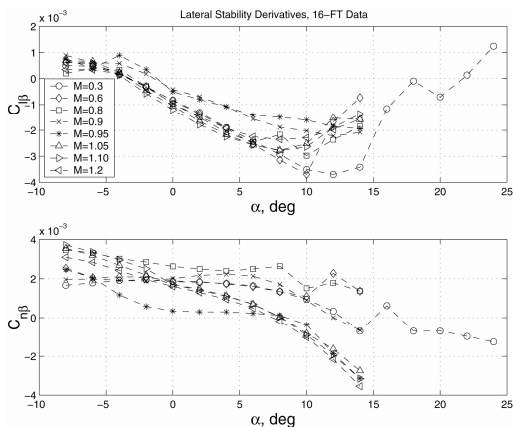 Lateral Stability Derivatives, 16−FT Data
x 10−3
2
1
0
−1
−2
−3
−4
Clβ
M=0.3
M=0.6
M=0.8
M=0.9
M=0.95
M=1.05
M=1.10
M=1.2
−10
−5
0
5
10
15
20
25
α, deg
x 10−3
4
2
0
−2
−4
Cnβ
−10
−5
0
5
10
15
20
25
α, deg